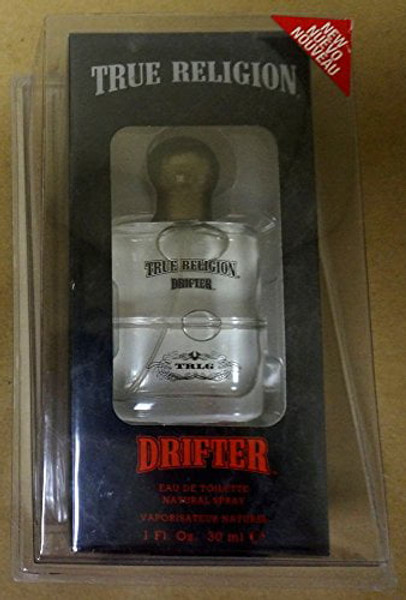 NEW
NUEVO
NOUVEAU
TRUE RELIGION
TRUE RELIGION
DRIFTER
TRLG
DRIFTER
EAU DE TOILETTE
NATURAL SPRAY
VAPORISATEUR NATUREL
1 Fl. Oz. 30 ml ℮